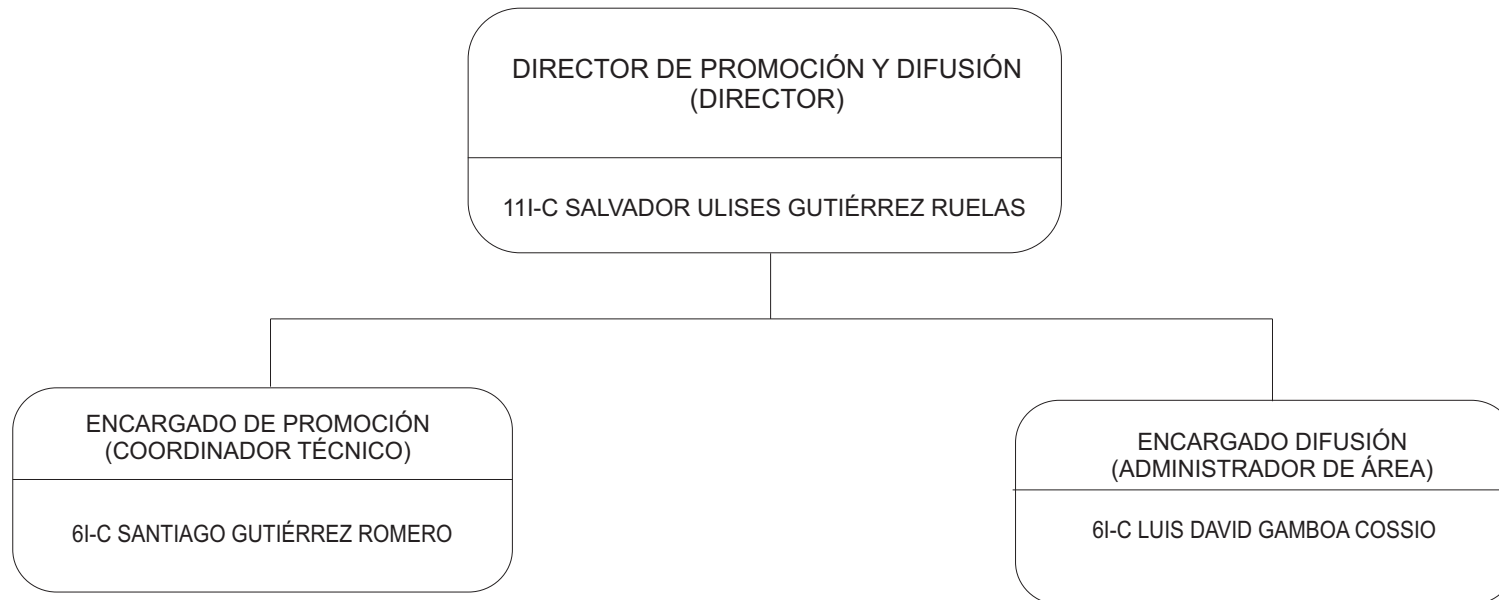 DIRECTOR DE PROMOCIÓN Y DIFUSIÓN
(DIRECTOR)
11I-C SALVADOR ULISES GUTIÉRREZ RUELAS
ENCARGADO DE PROMOCIÓN
(COORDINADOR TÉCNICO)
6I-C SANTIAGO GUTIÉRREZ ROMERO
ENCARGADO DIFUSIÓN
(ADMINISTRADOR DE ÁREA)
6I-C LUIS DAVID GAMBOA COSSIO